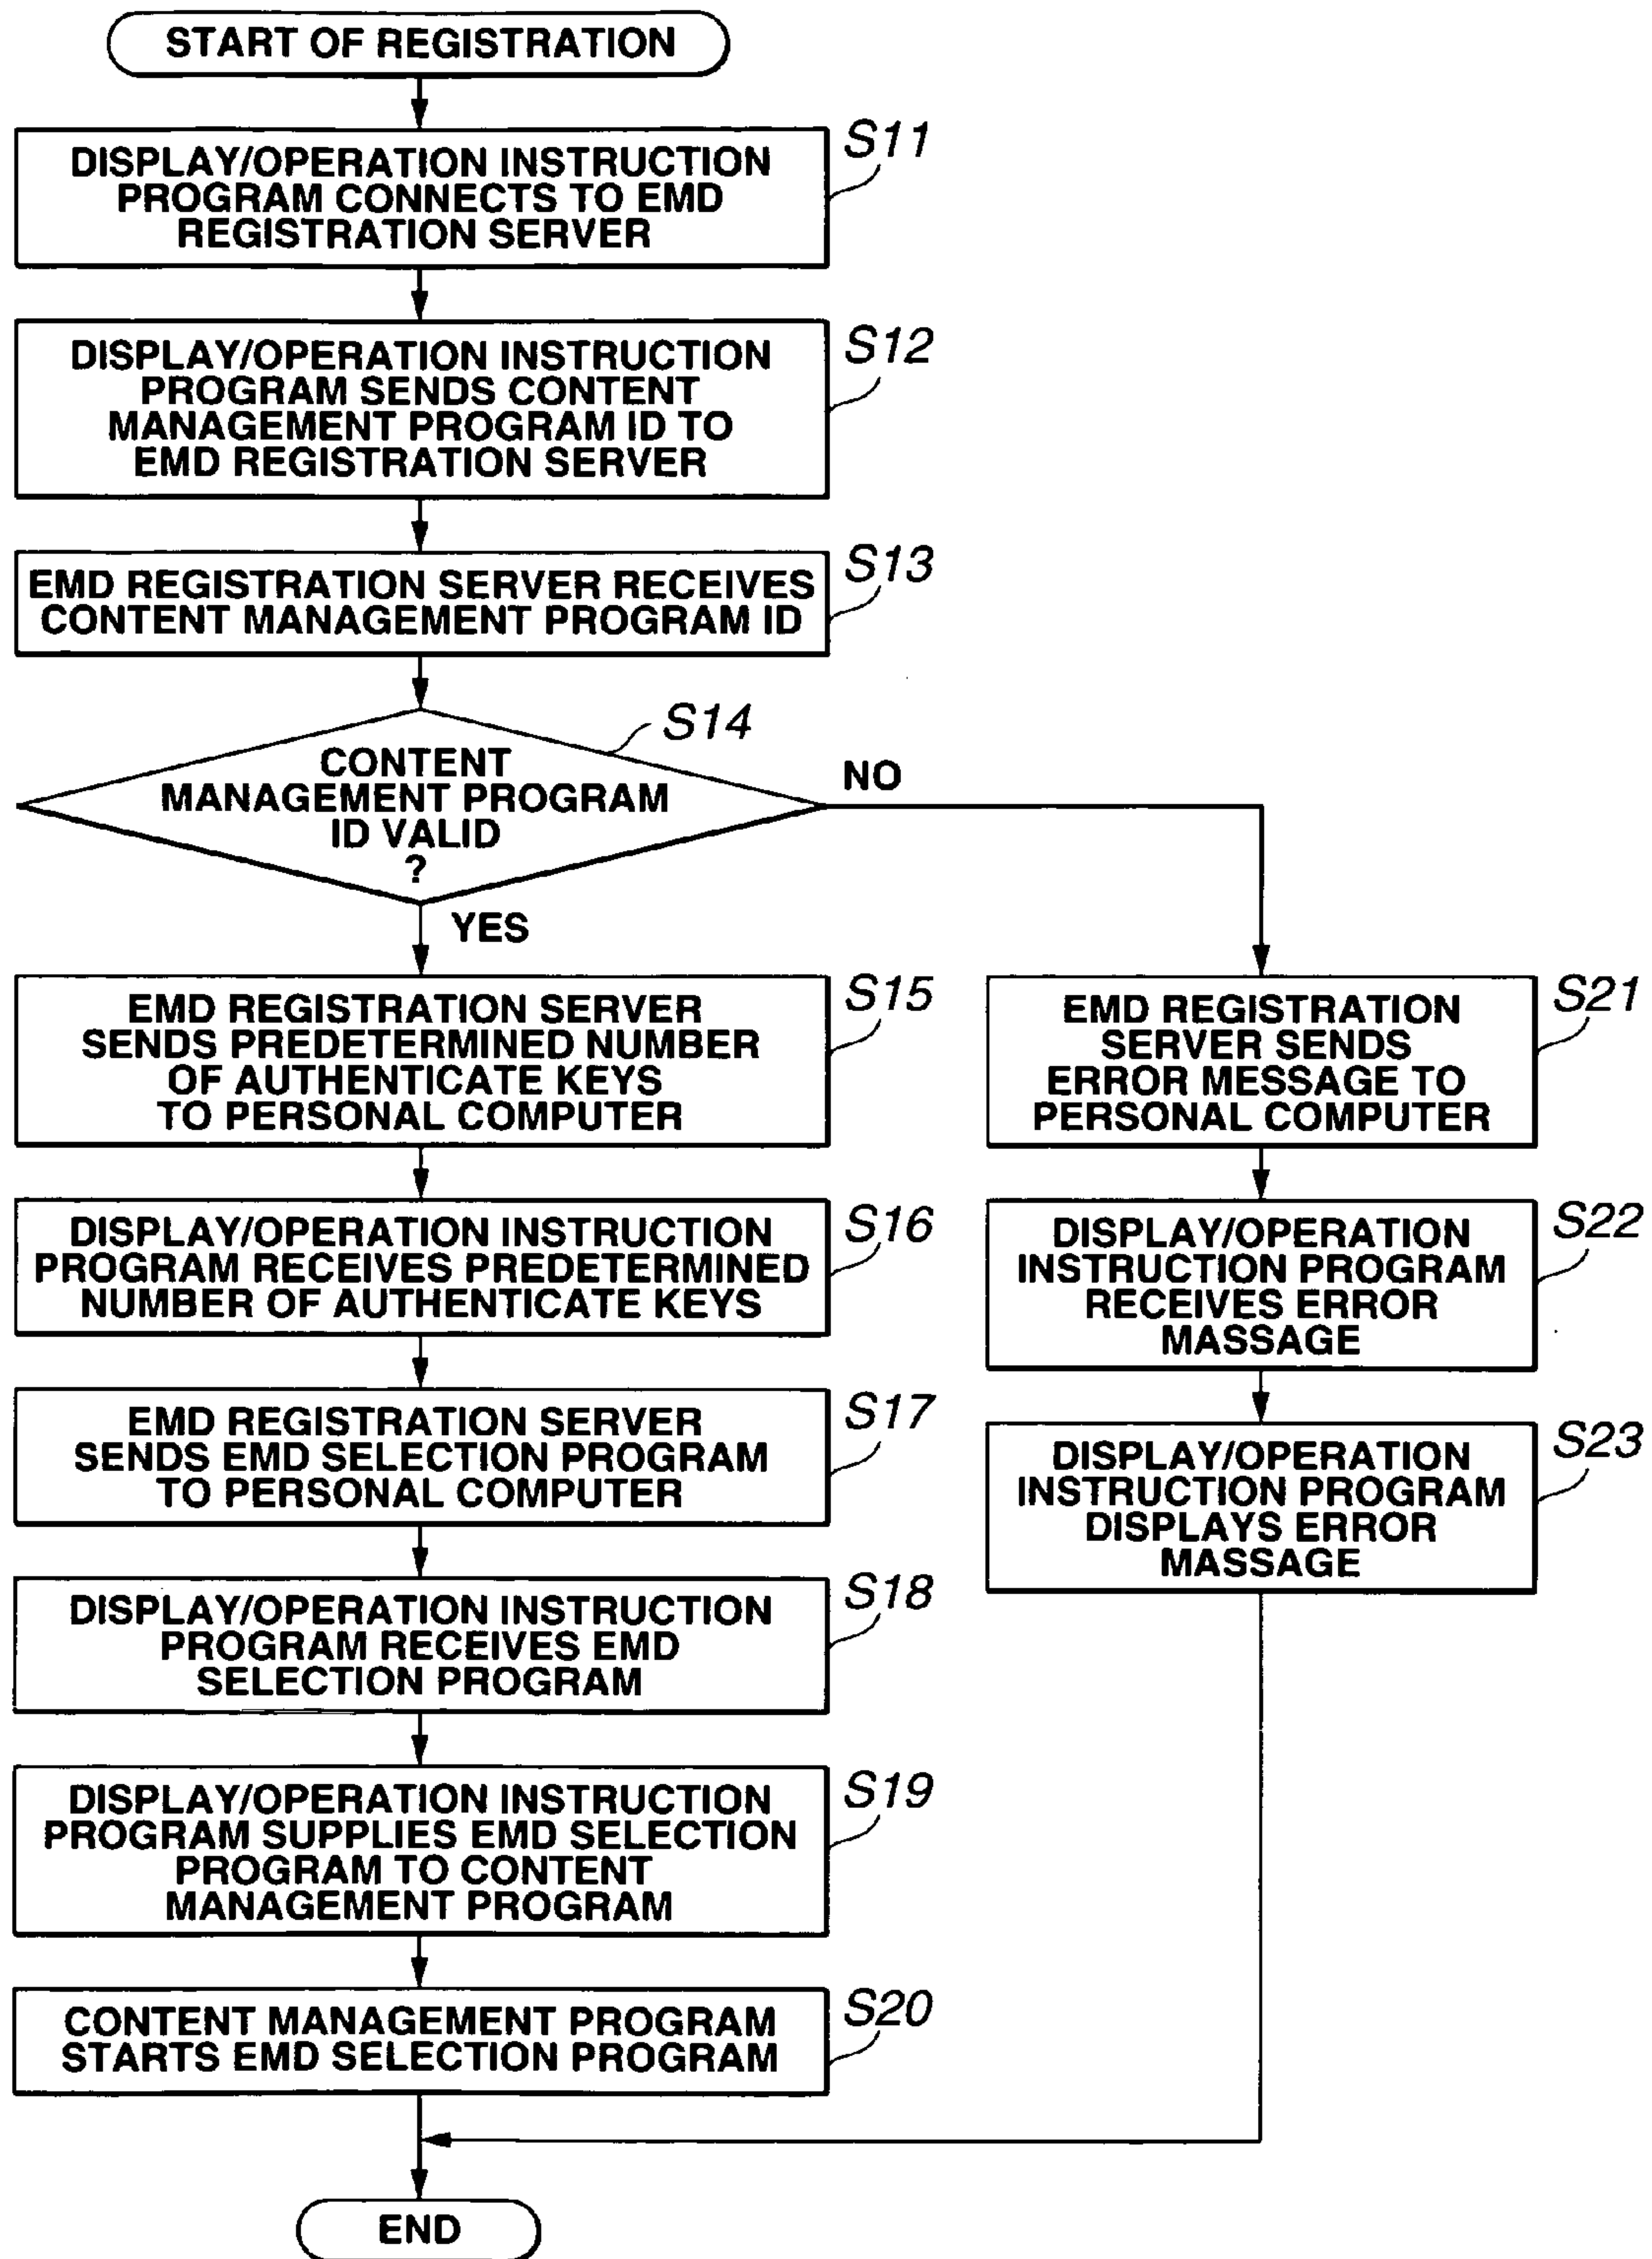 START OF REGISTRATION
S11
DISPLAY/OPERATION INSTRUCTION
PROGRAM CONNECTS TO EMD
REGISTRATION SERVER
S12
DISPLAY/OPERATION INSTRUCTION
PROGRAM SENDS CONTENT
MANAGEMENT PROGRAM ID TO
EMD REGISTRATION SERVER
S13
EMD REGISTRATION SERVER RECEIVES
CONTENT MANAGEMENT PROGRAM ID
S14
CONTENT
MANAGEMENT PROGRAM
ID VALID
?
NO
YES
S15
EMD REGISTRATION SERVER
SENDS PREDETERMINED NUMBER
OF AUTHENTICATE KEYS
TO PERSONAL COMPUTER
S16
DISPLAY/OPERATION INSTRUCTION
PROGRAM RECEIVES PREDETERMINED
NUMBER OF AUTHENTICATE KEYS
S17
EMD REGISTRATION SERVER
SENDS EMD SELECTION PROGRAM
TO PERSONAL COMPUTER
S18
DISPLAY/OPERATION INSTRUCTION
PROGRAM RECEIVES EMD
SELECTION PROGRAM
S19
DISPLAY/OPERATION INSTRUCTION
PROGRAM SUPPLIES EMD SELECTION
PROGRAM TO CONTENT
MANAGEMENT PROGRAM
S20
CONTENT MANAGEMENT PROGRAM
STARTS EMD SELECTION PROGRAM
S21
EMD REGISTRATION
SERVER SENDS
ERROR MESSAGE TO
PERSONAL COMPUTER
S22
DISPLAY/OPERATION
INSTRUCTION PROGRAM
RECEIVES ERROR
MASSAGE
S23
DISPLAY/OPERATION
INSTRUCTION PROGRAM
DISPLAYS ERROR
MASSAGE
END